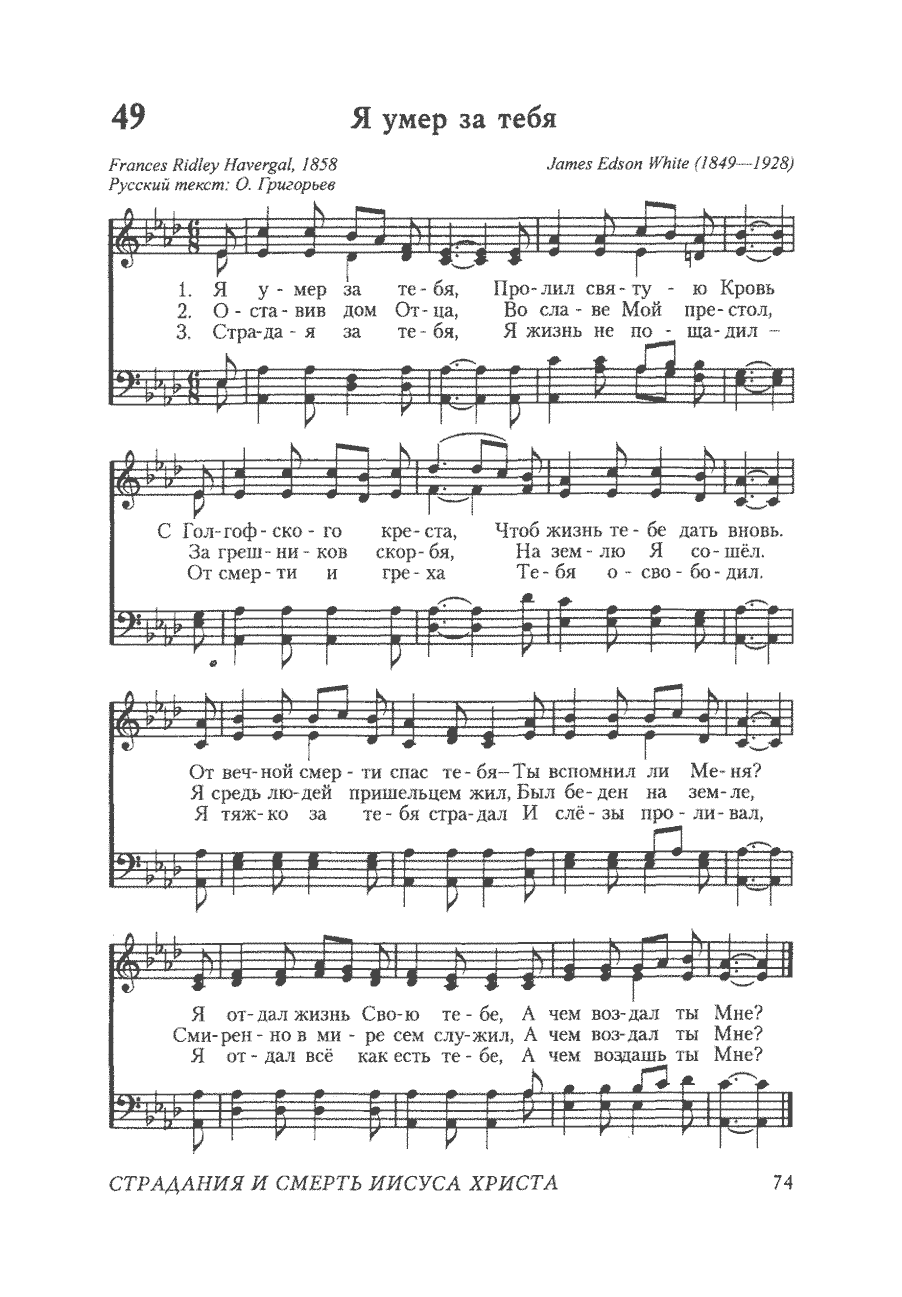 49 Я умер за тебя
Frances Ridley Havergal, 1858 James Edson White (1849—1928)
Русский текст: О. Григорьев
1. Я у - мер за те - бя, Про - лил свя - ту - ю Кровь
2. О - ста - вив дом От - ца, Во сла - ве Мой пре - стол,
3. Стра - да - я за те - бя, Я жизнь не по - ща - дил –
С Гол - гоф - ско - го кре - ста, Чтоб жизнь те - бе дать вновь.
За греш - ни - ков скор - бя, На зем - лю Я со - шёл.
От смер - ти и гре - ха Те - бя о - сво - бо - дил.
От веч - ной смер - ти спас те - бя – Ты вспомнил ли Ме - ня?
Я средь лю - дей пришельцем жил, Был бе - ден на зем - ле,
Я тяж - ко за те - бя стра - дал И слё - зы про - ли - вал,
Я от - дал жизнь Сво - ю те - бе, А чем воз - дал ты Мне?
Сми - рен - но в ми - ре сем слу - жил, А чем воз - дал ты Мне?
Я от - дал всё как есть те - бе, А чем воздашь ты Мне?
СТРАДАНИЯ И СМЕРТЬ ИИСУСА ХРИСТА 74